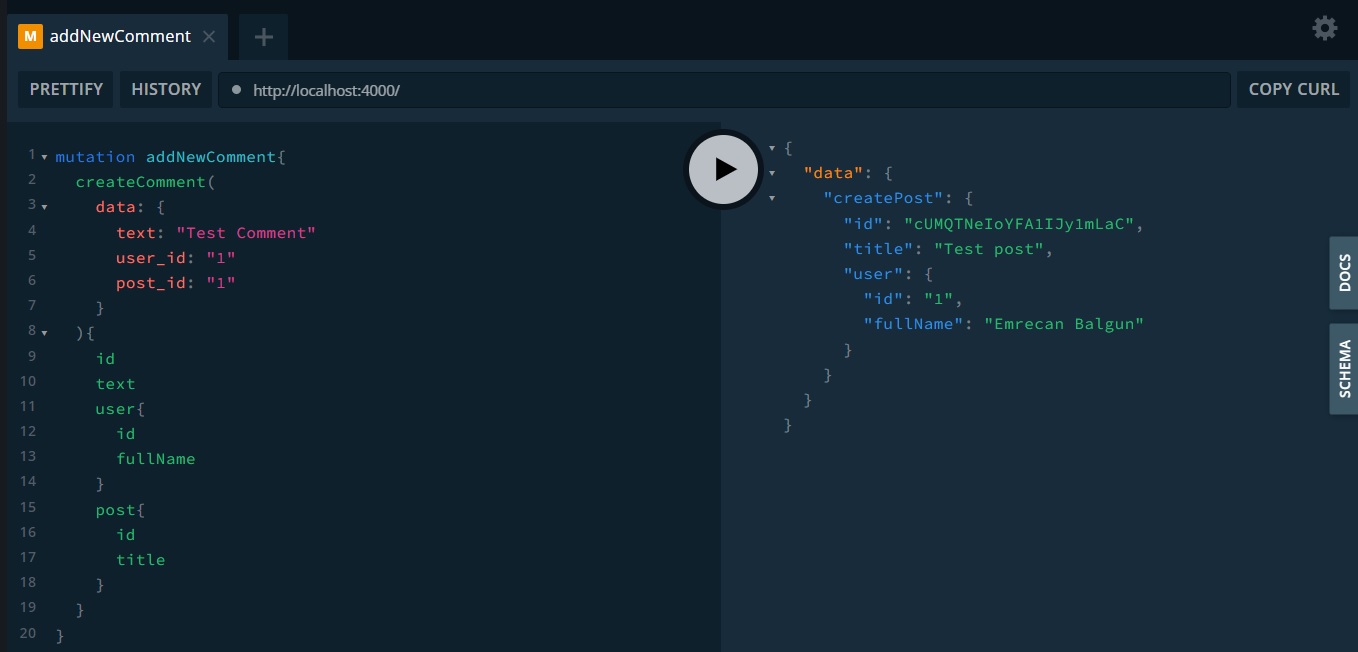 M addNewComment
PRETTIFY HISTORY http://localhost:4000/ COPY CURL
1 mutation addNewComment{
2 createComment(
3 data: {
4 text: "Test Comment"
5 user_id: "1"
6 post_id: "1"
7 }
8 ){
9 id
10 text
11 user{
12 id
13 fullName
14 }
15 post{
16 id
17 title
18 }
19 }
20 }
{
"data": {
"createPost": {
"id": "cUMQTNeIoYFA1IJy1mLaC",
"title": "Test post",
"user": {
"id": "1",
"fullName": "Emrecan Balgun"
}
}
}
}
DOCS
SCHEMA